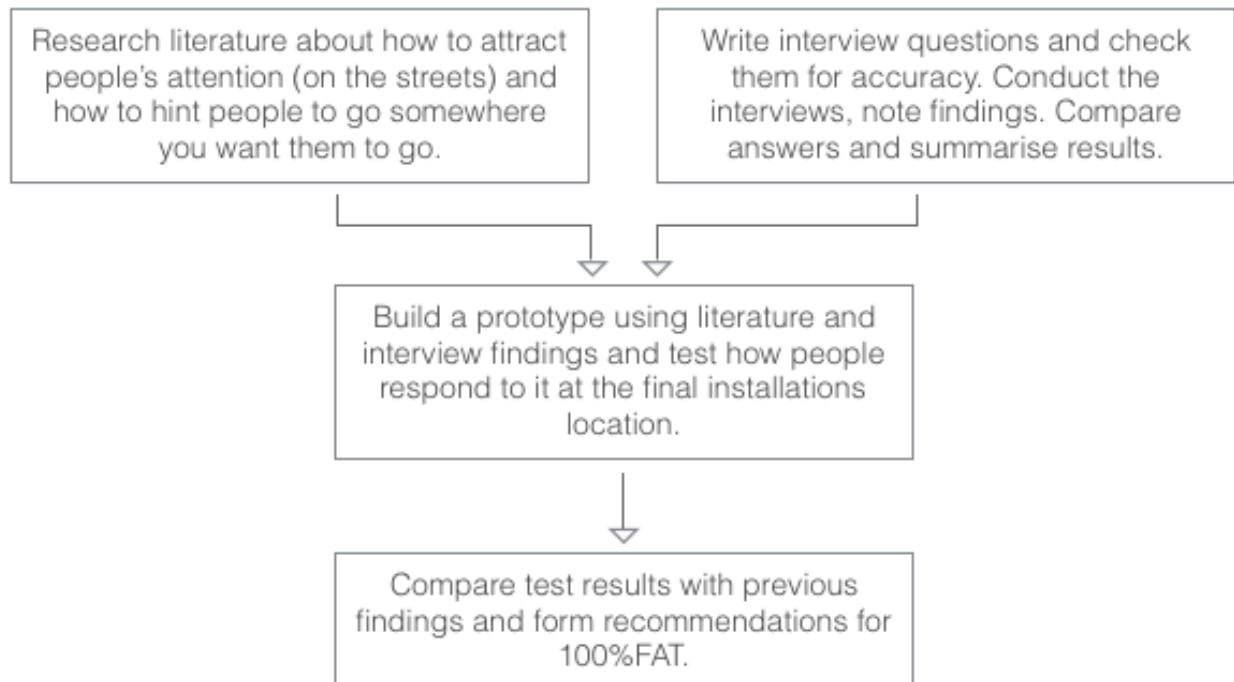 Research literature about how to attract
people's attention (on the streets) and
how to hint people to go somewhere
you want them to go.
Write interview questions and check
them for accuracy. Conduct the
interviews, note findings. Compare
answers and summarise results.
Build a prototype using literature and
interview findings and test how people
respond to it at the final installations
location.
Compare test results with previous
findings and form recommendations for
100%FAT.